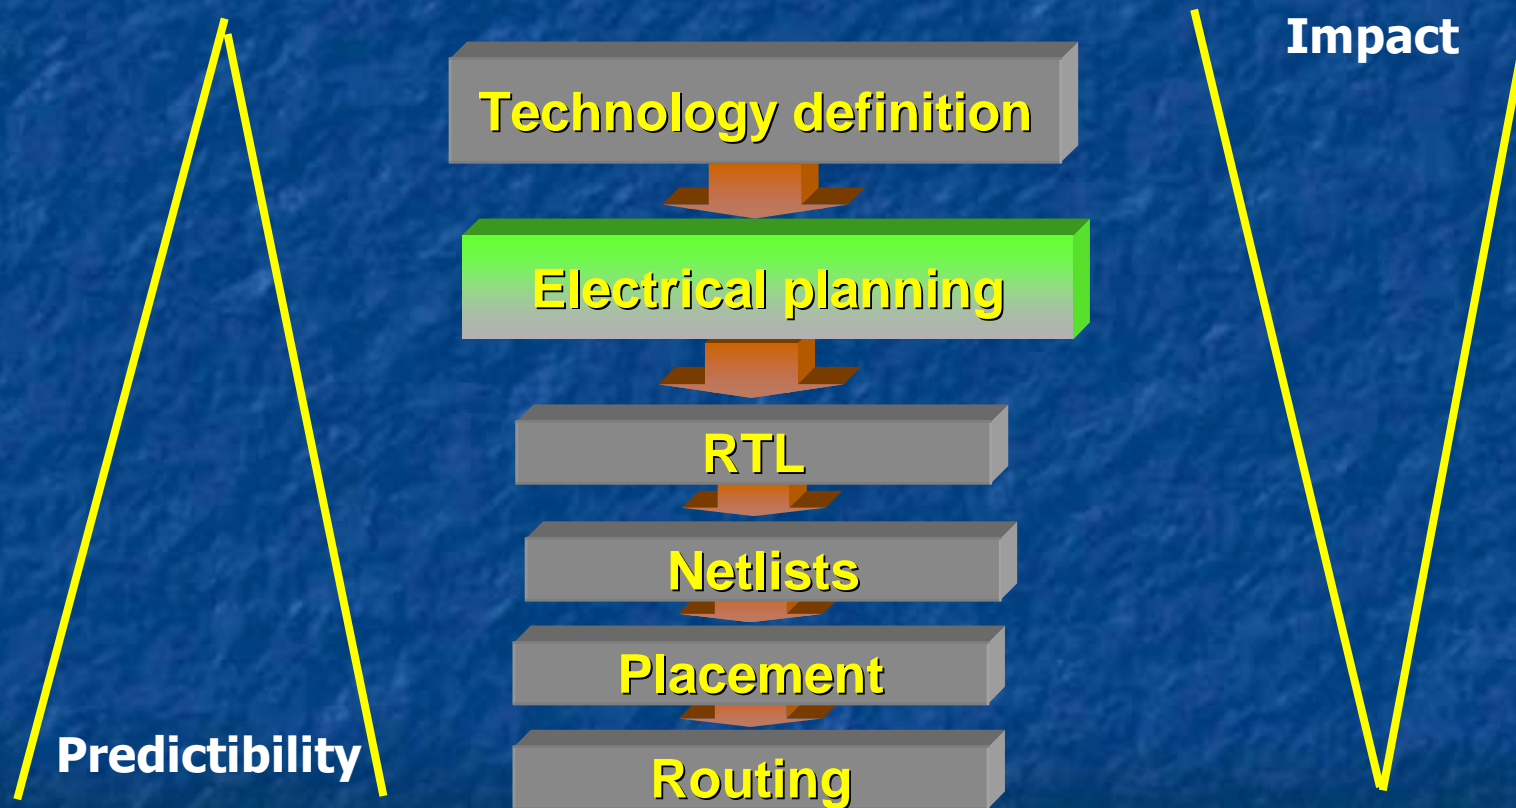 Impact
Technology definition
Electrical planning
RTL
Netlists
Placement
Predictibility
Routing